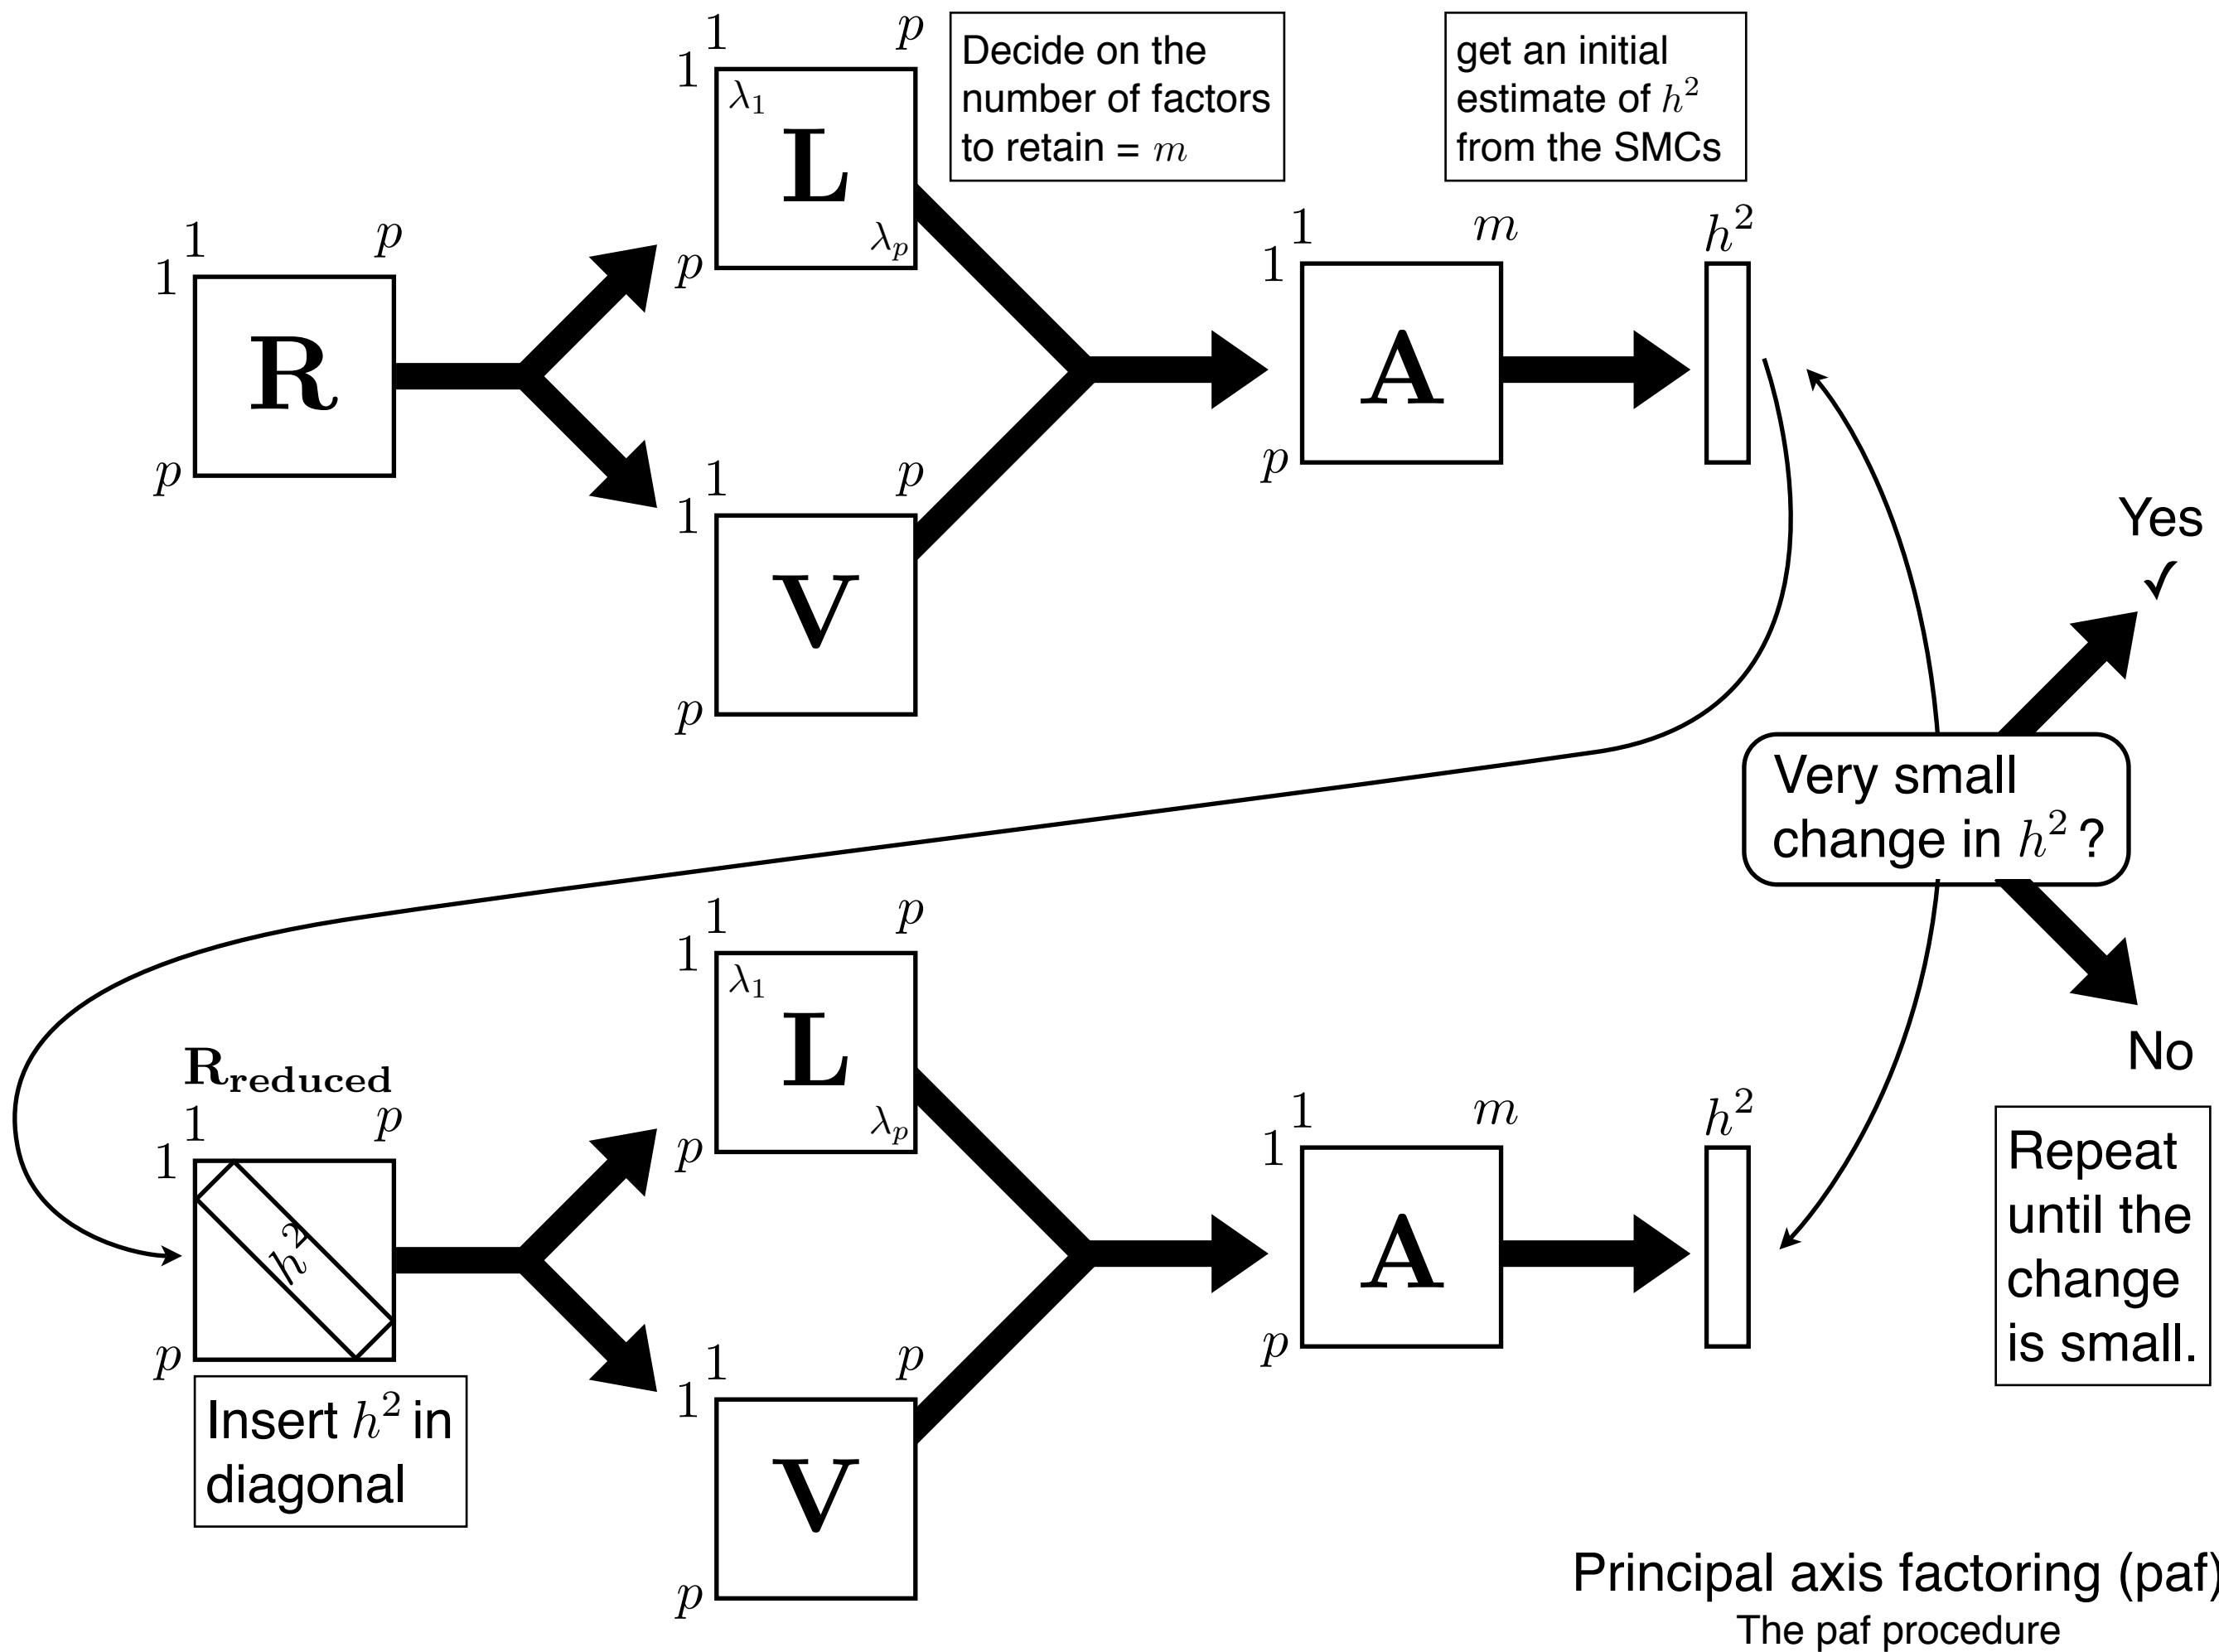 1 p
1
λ₁
L
λₚ
p
Decide on the
number of factors
to retain = m
get an initial
estimate of h²
from the SMCs
1 p
1
R
p
1 m
1
A
p
h²
1 p
1
V
p
Yes
✓
Very small
change in h² ?
No
Repeat
until the
change
is small.
1 p
1
λ₁
L
λₚ
p
R_reduced
1 p
1
h²
p
Insert h² in
diagonal
1 m
1
A
p
h²
1 p
1
V
p
Principal axis factoring (paf)
The paf procedure